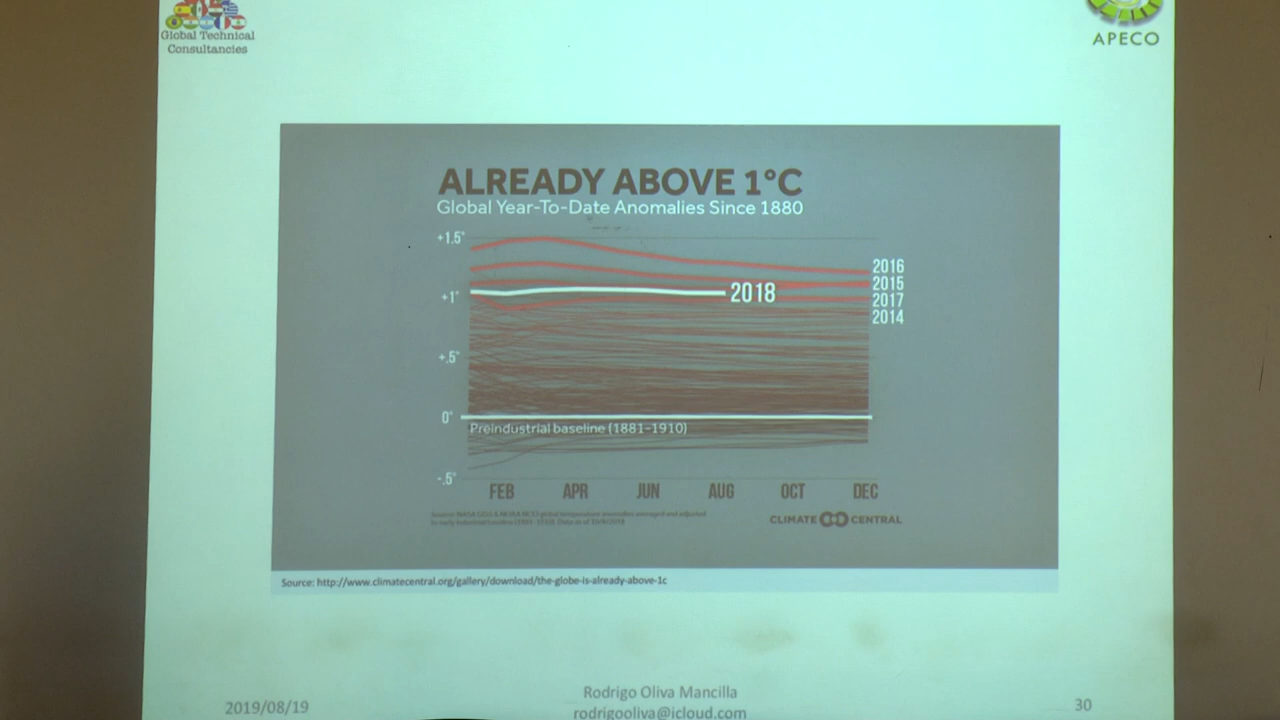 Global Technical
Consultancies
APECO
ALREADY ABOVE 1°C
Global Year-To-Date Anomalies Since 1880
+1.5°
+1°
+.5°
0°
-.5°
2016
2015
2017
2014
2018
Preindustrial baseline (1881-1910)
FEB APR JUN AUG OCT DEC
CLIMATE CENTRAL
Source: http://www.climatecentral.org/gallery/download/the-globe-is-already-above-1c
2019/08/19
Rodrigo Oliva Mancilla
rodrigooliva@icloud.com
30